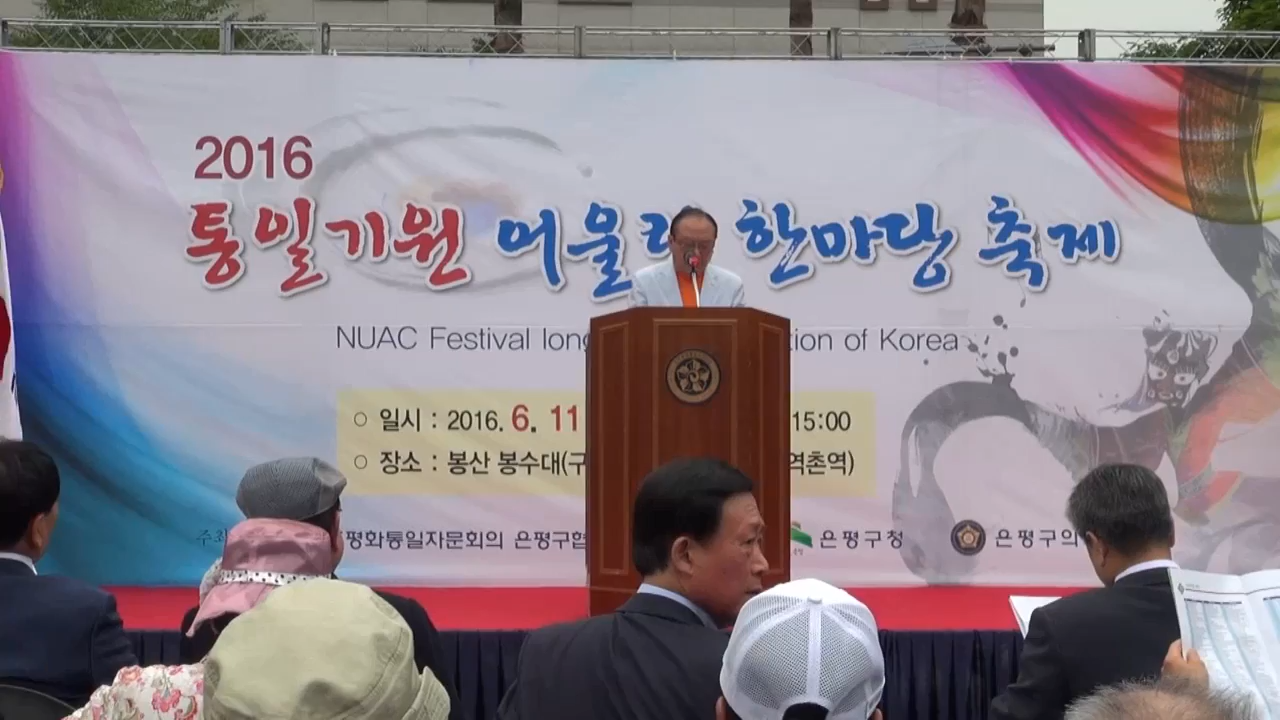 2016
통일기원 어울 한마당 축제
NUAC Festival long tion of Korea
○ 일시 : 2016. 6. 11 15:00
○ 장소 : 봉산 봉수대(구 역촌역)
평화통일자문회의 은평구협 은평구청 은평구의